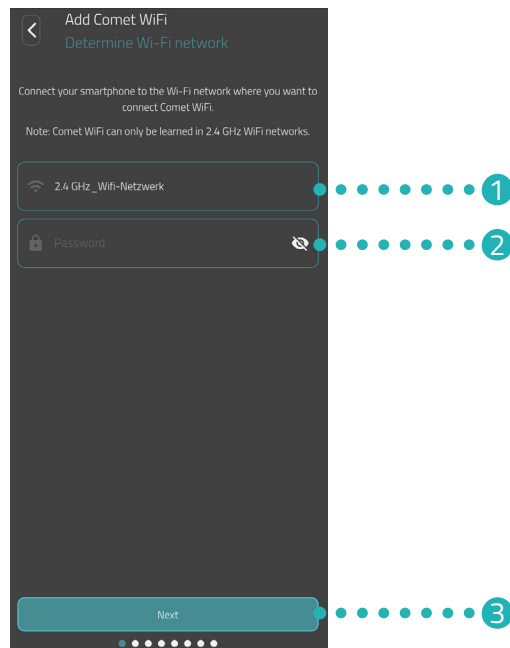 Add Comet WiFi
Determine Wi-Fi network
Connect your smartphone to the Wi-Fi network where you want to
connect Comet WiFi.
Note: Comet WiFi can only be learned in 2.4 GHz WiFi networks.
2.4 GHz_Wifi-Netzwerk
1
Password
2
Next
3